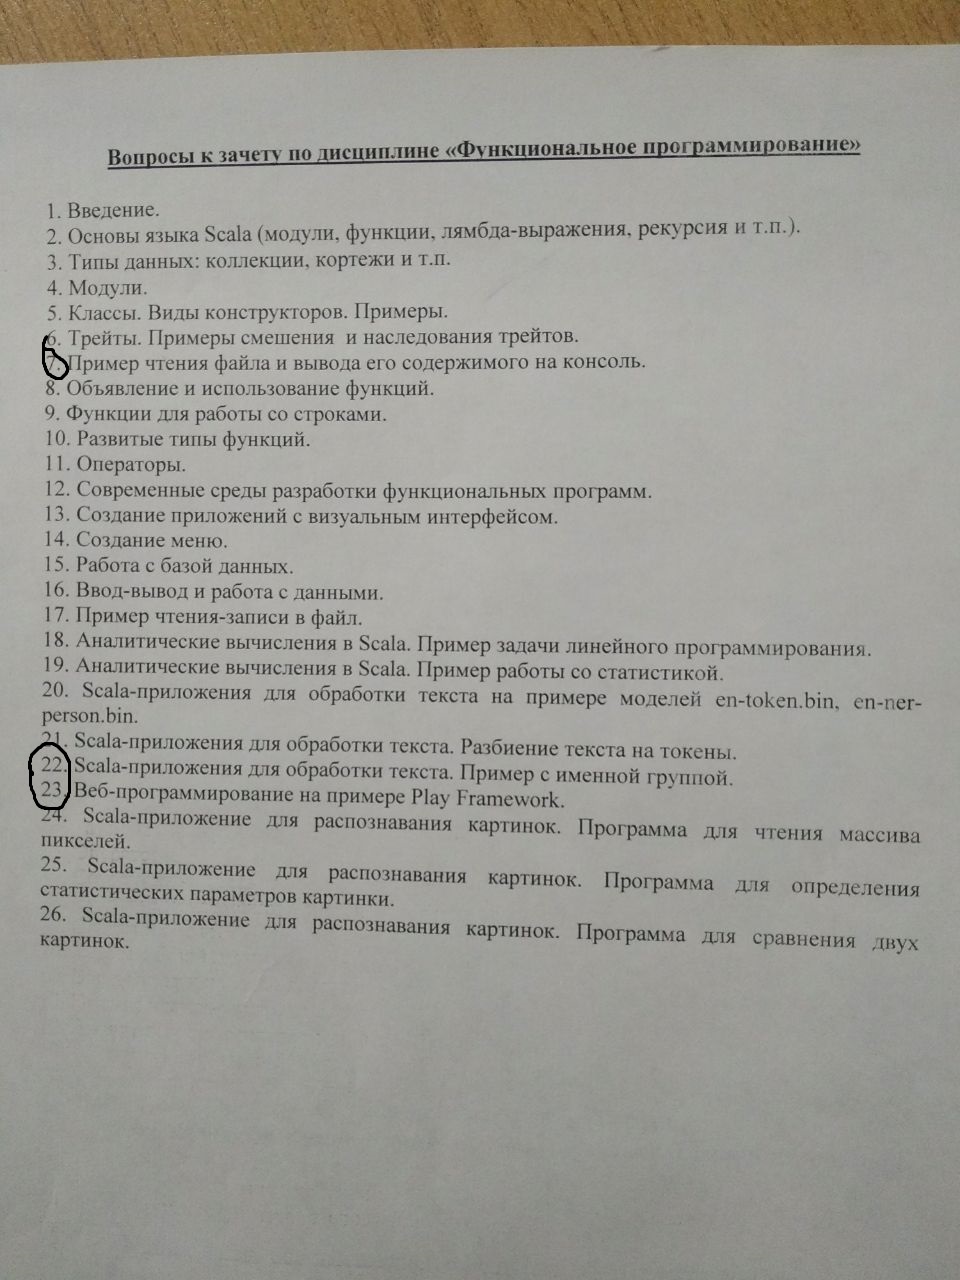 Вопросы к зачету по дисциплине «Функциональное программирование»
1. Введение.
2. Основы языка Scala (модули, функции, лямбда-выражения, рекурсия и т.п.).
3. Типы данных: коллекции, кортежи и т.п.
4. Модули.
5. Классы. Виды конструкторов. Примеры.
6. Трейты. Примеры смешения и наследования трейтов.
7. Пример чтения файла и вывода его содержимого на консоль.
8. Объявление и использование функций.
9. Функции для работы со строками.
10. Развитые типы функций.
11. Операторы.
12. Современные среды разработки функциональных программ.
13. Создание приложений с визуальным интерфейсом.
14. Создание меню.
15. Работа с базой данных.
16. Ввод-вывод и работа с данными.
17. Пример чтения-записи в файл.
18. Аналитические вычисления в Scala. Пример задачи линейного программирования.
19. Аналитические вычисления в Scala. Пример работы со статистикой.
20. Scala-приложения для обработки текста на примере моделей en-token.bin, en-ner-
person.bin.
21. Scala-приложения для обработки текста. Разбиение текста на токены.
22. Scala-приложения для обработки текста. Пример с именной группой.
23. Веб-программирование на примере Play Framework.
24. Scala-приложение для распознавания картинок. Программа для чтения массива
пикселей.
25. Scala-приложение для распознавания картинок. Программа для определения
статистических параметров картинки.
26. Scala-приложение для распознавания картинок. Программа для сравнения двух
картинок.